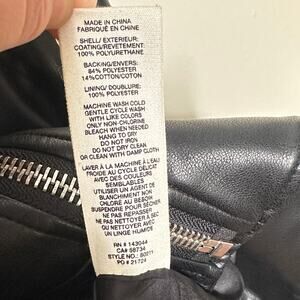 MADE IN CHINA
FABRIQUÉ EN CHINE
SHELL/ EXTERIEUR:
COATING/REVETEMENT:
100% POLYURETHANE
BACKING/ENVERS:
84% POLYESTER
14%COTTON/COTON
LINING/ DOUBLURE:
100% POLYESTER
MACHINE WASH COLD
GENTLE CYCLE WASH
WITH LIKE COLORS
ONLY NON-CHLORINE
BLEACH WHEN NEEDED
HANG TO DRY
DO NOT IRON
DO NOT DRY CLEAN
OR CLEAN WITH DAMP CLOTH
LAVER À LA MACHINE À L'EAU
FROIDE AU CYCLE DÉLICAT
AVEC DES COULEURS
SEMBLABLES
UTILISER UN AGENT DE
BLANCHIMENT NON
CHLORÉ AU BESOIN
SUSPENDRE POUR SÉCHER
NE PAS REPASSER
NE PAS NETTOYER À SEC
OU NETTOYER AVEC
UN LINGE HUMIDE
RN # 143044
CA# 58734
STYLE NO.: 80211
PO # 21724